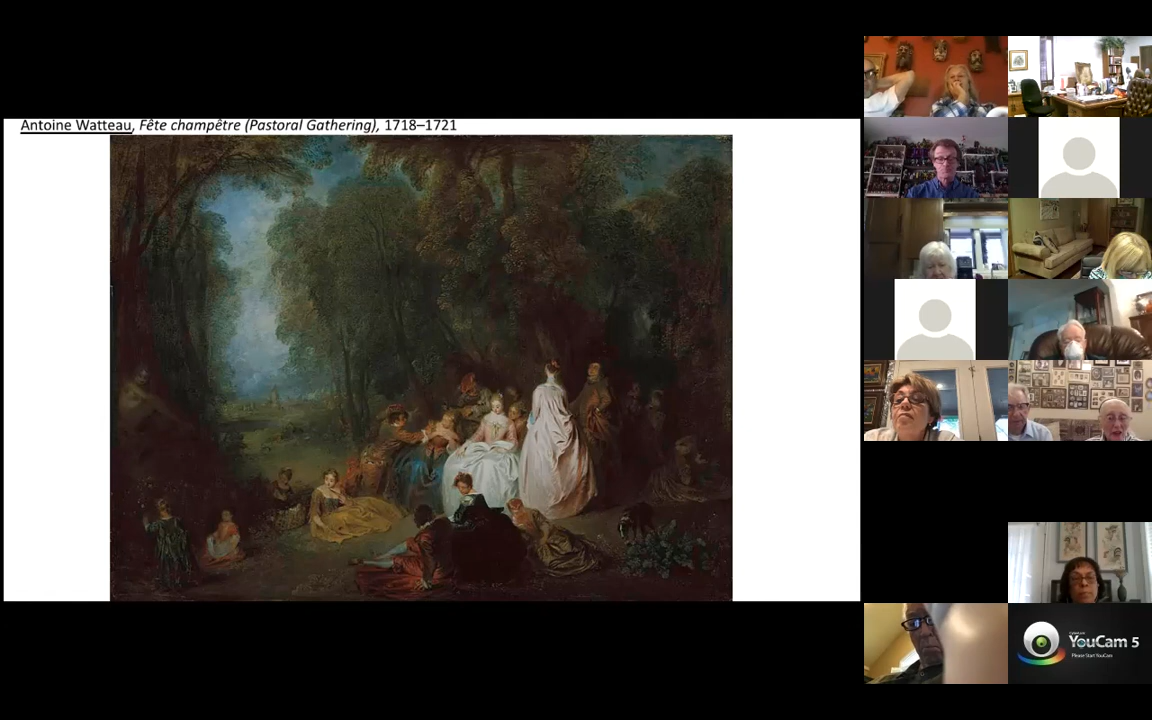 Antoine Watteau, Fête champêtre (Pastoral Gathering), 1718–1721
YouCam 5
Please Start YouCam